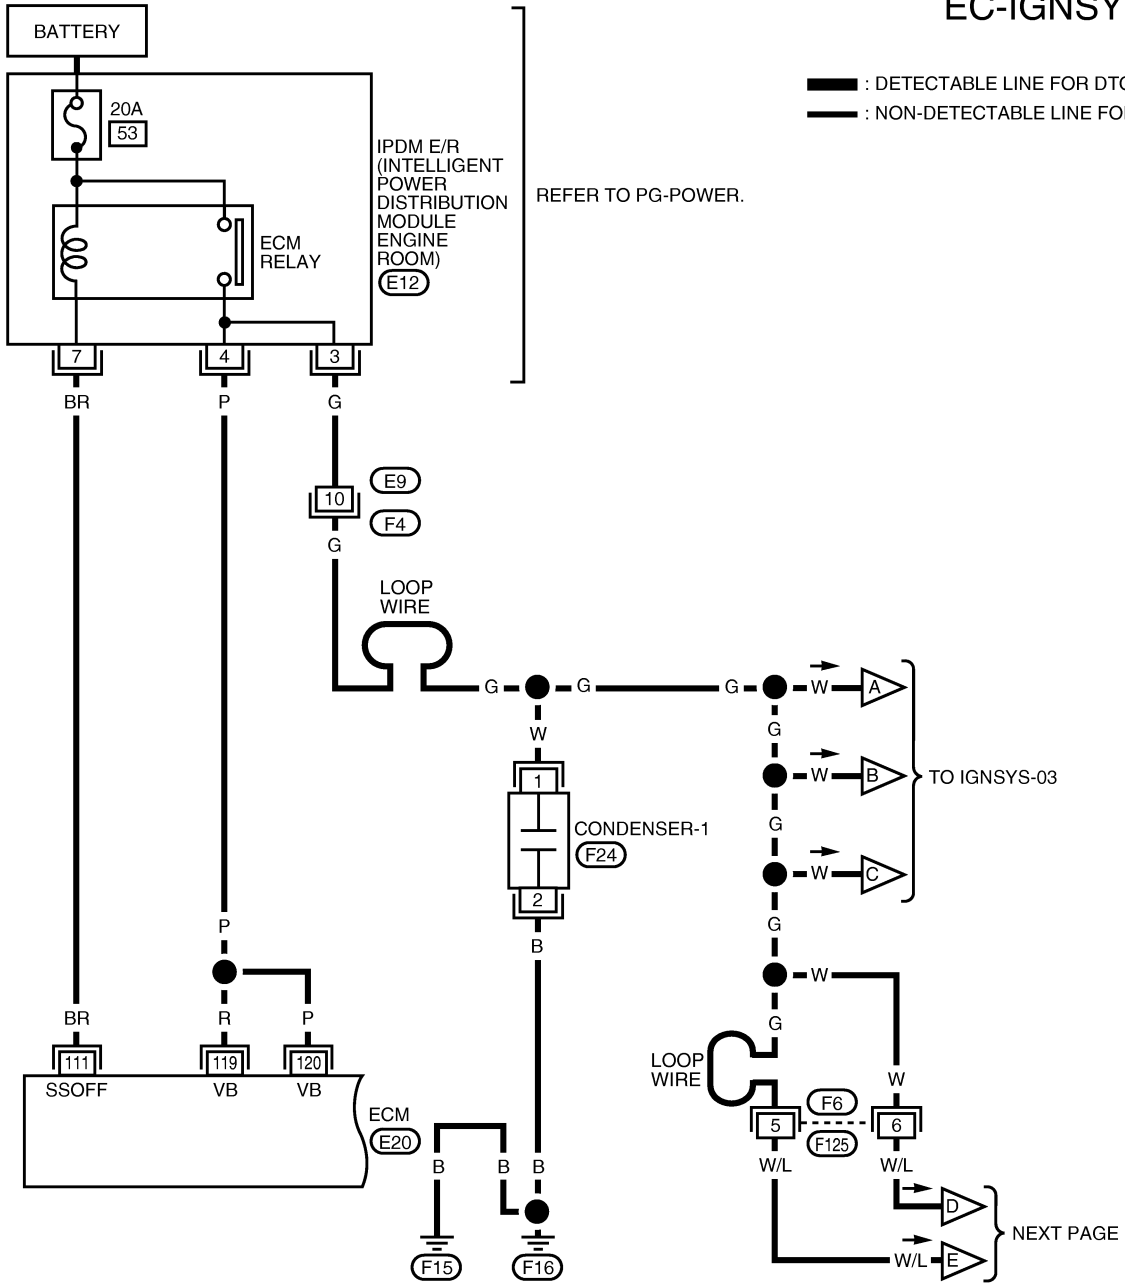 EC-IGNSY
BATTERY
: DETECTABLE LINE FOR DTC
: NON-DETECTABLE LINE FO
20A
53
IPDM E/R
(INTELLIGENT
POWER
DISTRIBUTION
MODULE
ENGINE
ROOM)
E12
REFER TO PG-POWER.
ECM
RELAY
7
4
3
BR
P
G
E9
10
F4
G
LOOP
WIRE
G
G
G
W
A
G
W
W
B
TO IGNSYS-03
1
G
CONDENSER-1
F24
W
C
2
G
P
B
W
BR
R
P
G
LOOP
WIRE
111
119
120
SSOFF
VB
VB
W
F6
ECM
E20
5
6
F125
B
B
B
W/L
W/L
D
NEXT PAGE
F15
F16
W/L
E